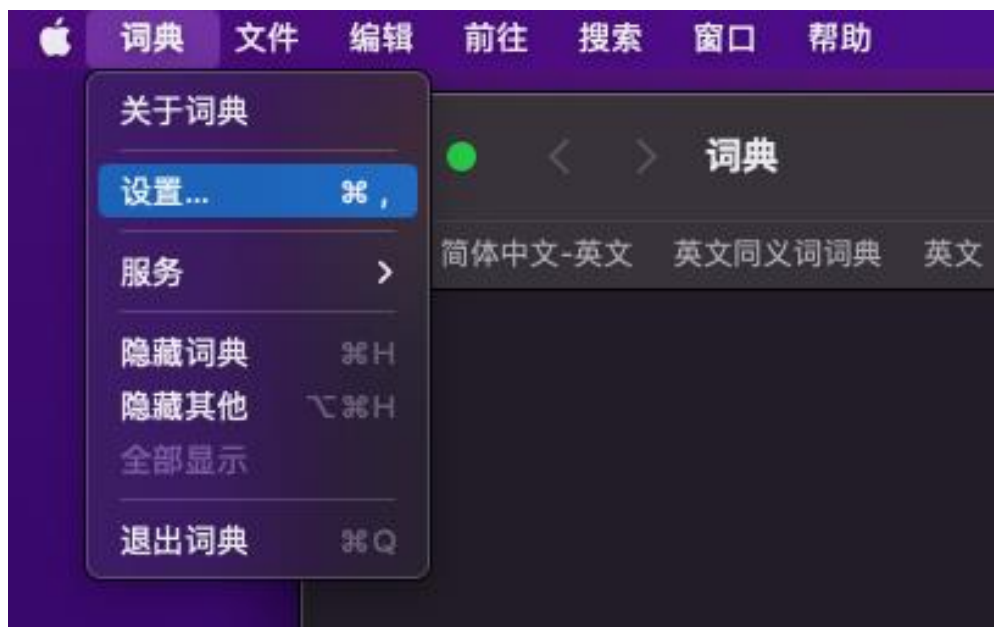 词典 文件 编辑 前往 搜索 窗口 帮助
关于词典
词典
设置... ⌘ ,
简体中文-英文 英文同义词词典 英文
服务
隐藏词典 ⌘H
隐藏其他 ⌥⌘H
全部显示
退出词典 ⌘Q